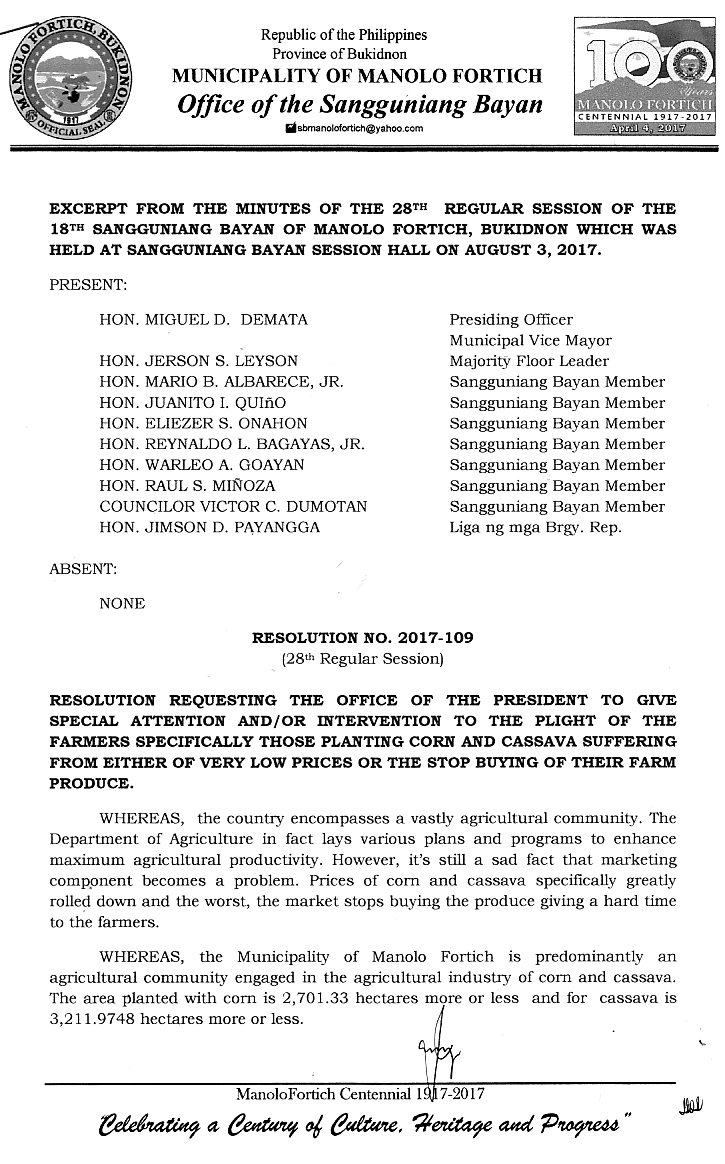 MANOLO FORTICH, BUKIDNON
1917
OFFICIAL SEAL
Republic of the Philippines
Province of Bukidnon
MUNICIPALITY OF MANOLO FORTICH
Office of the Sangguniang Bayan
sbmanolofortich@yahoo.com
100
Years
MANOLO FORTICH
CENTENNIAL 1917-2017
April 4, 2017
EXCERPT FROM THE MINUTES OF THE 28TH REGULAR SESSION OF THE
18TH SANGGUNIANG BAYAN OF MANOLO FORTICH, BUKIDNON WHICH WAS
HELD AT SANGGUNIANG BAYAN SESSION HALL ON AUGUST 3, 2017.
PRESENT:
HON. MIGUEL D. DEMATA Presiding Officer
Municipal Vice Mayor
HON. JERSON S. LEYSON Majority Floor Leader
HON. MARIO B. ALBARECE, JR. Sangguniang Bayan Member
HON. JUANITO I. QUIñO Sangguniang Bayan Member
HON. ELIEZER S. ONAHON Sangguniang Bayan Member
HON. REYNALDO L. BAGAYAS, JR. Sangguniang Bayan Member
HON. WARLEO A. GOAYAN Sangguniang Bayan Member
HON. RAUL S. MIÑOZA Sangguniang Bayan Member
COUNCILOR VICTOR C. DUMOTAN Sangguniang Bayan Member
HON. JIMSON D. PAYANGGA Liga ng mga Brgy. Rep.
ABSENT:
NONE
RESOLUTION NO. 2017-109
(28th Regular Session)
RESOLUTION REQUESTING THE OFFICE OF THE PRESIDENT TO GIVE
SPECIAL ATTENTION AND/OR INTERVENTION TO THE PLIGHT OF THE
FARMERS SPECIFICALLY THOSE PLANTING CORN AND CASSAVA SUFFERING
FROM EITHER OF VERY LOW PRICES OR THE STOP BUYING OF THEIR FARM
PRODUCE.
WHEREAS, the country encompasses a vastly agricultural community. The
Department of Agriculture in fact lays various plans and programs to enhance
maximum agricultural productivity. However, it's still a sad fact that marketing
component becomes a problem. Prices of corn and cassava specifically greatly
rolled down and the worst, the market stops buying the produce giving a hard time
to the farmers.
WHEREAS, the Municipality of Manolo Fortich is predominantly an
agricultural community engaged in the agricultural industry of corn and cassava.
The area planted with corn is 2,701.33 hectares more or less and for cassava is
3,211.9748 hectares more or less.
ManoloFortich Centennial 1917-2017
"Celebrating a Century of Culture, Heritage and Progress"